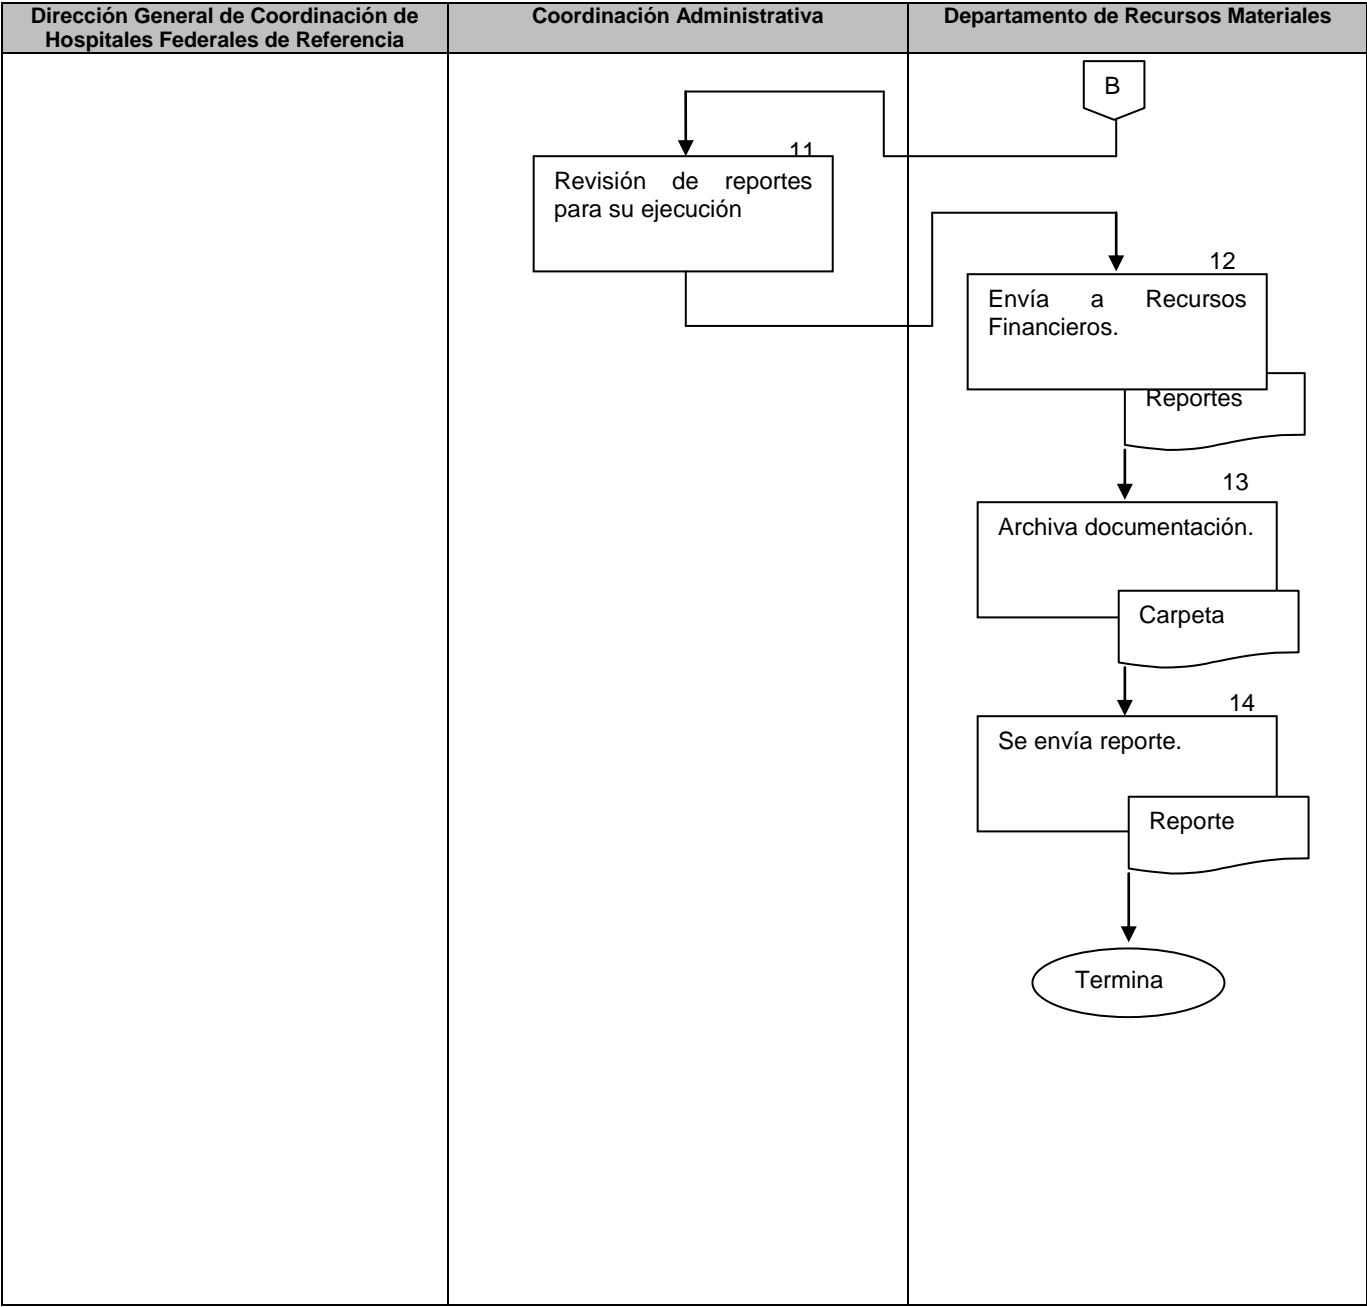 Dirección General de Coordinación de
Hospitales Federales de Referencia
Coordinación Administrativa
Departamento de Recursos Materiales
B
11
Revisión de reportes
para su ejecución
12
Envía a Recursos
Financieros.
Reportes
13
Archiva documentación.
Carpeta
14
Se envía reporte.
Reporte
Termina